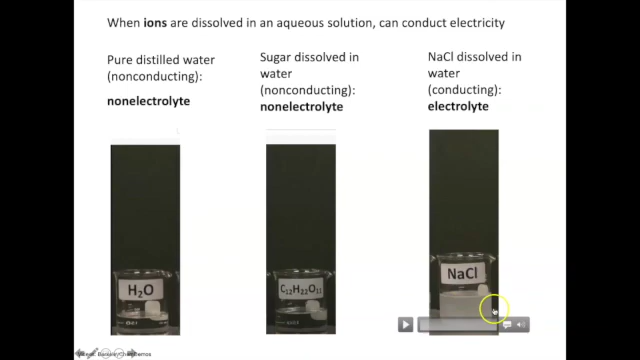 When ions are dissolved in an aqueous solution, can conduct electricity
Pure distilled water
(nonconducting):
nonelectrolyte
Sugar dissolved in
water
(nonconducting):
nonelectrolyte
NaCl dissolved in
water
(conducting):
electrolyte
H₂O
C₁₂H₂₂O₁₁
NaCl